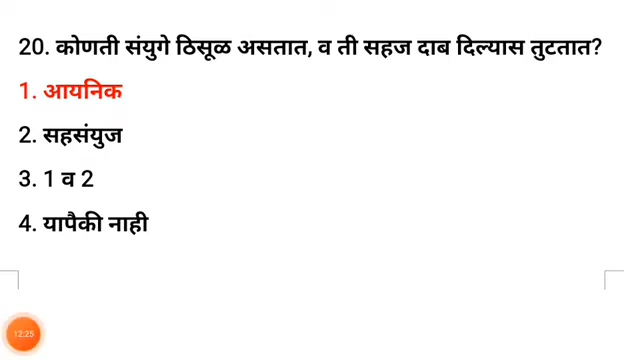 20. कोणती संयुगे ठिसूळ असतात, व ती सहज दाब दिल्यास तुटतात?
1. आयनिक
2. सहसंयुज
3. 1 व 2
4. यापैकी नाही
12:25